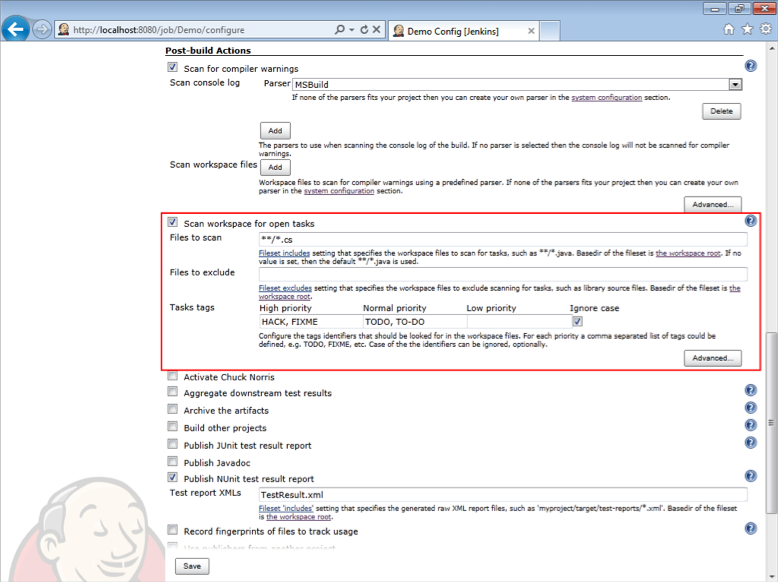 http://localhost:8080/job/Demo/configure
Demo Config [Jenkins]
Post-build Actions
Scan for compiler warnings
Scan console log
Parser MSBuild
If none of the parsers fits your project then you can create your own parser in the system configuration section.
Delete
Add
The parsers to use when scanning the console log of the build. If no parser is selected then the console log will not be scanned for compiler
warnings.
Scan workspace files Add
Workspace files to scan for compiler warnings using a predefined parser. If none of the parsers fits your project then you can create your own
parser in the system configuration section.
Advanced...
Scan workspace for open tasks
Files to scan
**/*.cs
Fileset includes setting that specifies the workspace files to scan for tasks, such as **/*.java. Basedir of the fileset is the workspace root. If no
value is set, then the default **/*.java is used.
Files to exclude
Fileset excludes setting that specifies the workspace files to exclude scanning for tasks, such as library source files. Basedir of the fileset is the
workspace root.
Tasks tags High priority Normal priority Low priority Ignore case
HACK, FIXME TODO, TO-DO
Configure the tags identifiers that should be looked for in the workspace files. For each priority a comma separated list of tags could be
defined, e.g. TODO, FIXME, etc. Case of the the identifiers can be ignored, optionally.
Advanced...
Activate Chuck Norris
Aggregate downstream test results
Archive the artifacts
Build other projects
Publish JUnit test result report
Publish Javadoc
Publish NUnit test result report
Test report XMLs TestResult.xml
Fileset 'includes' setting that specifies the generated raw XML report files, such as 'myproject/target/test-reports/*.xml'. Basedir of the fileset
is the workspace root.
Record fingerprints of files to track usage
Use publishers from another project
Save